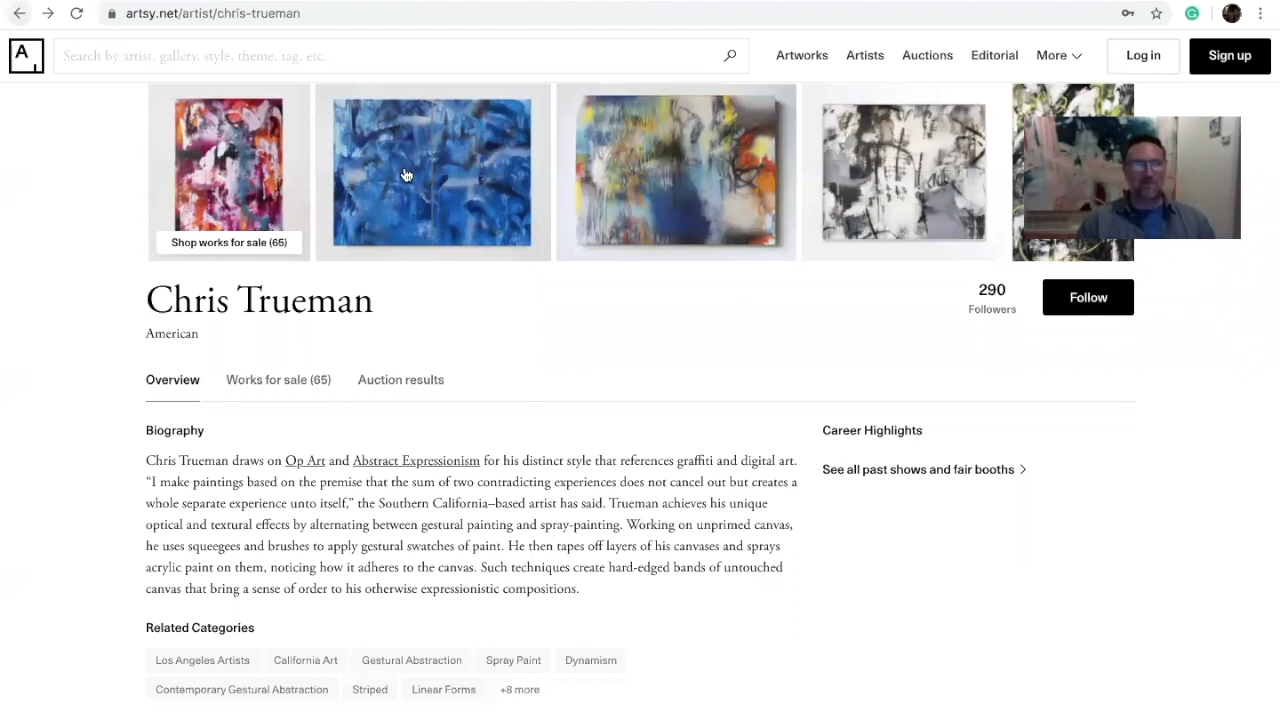 artsy.net/artist/chris-trueman
A
Search by artist, gallery, style, theme, tag, etc.
Artworks Artists Auctions Editorial More Log in Sign up
Shop works for sale (65)
Chris Trueman
290
Followers
Follow
American
Overview Works for sale (65) Auction results
Biography
Chris Trueman draws on Op Art and Abstract Expressionism for his distinct style that references graffiti and digital art.
“I make paintings based on the premise that the sum of two contradicting experiences does not cancel out but creates a
whole separate experience unto itself,” the Southern California–based artist has said. Trueman achieves his unique
optical and textural effects by alternating between gestural painting and spray-painting. Working on unprimed canvas,
he uses squeegees and brushes to apply gestural swatches of paint. He then tapes off layers of his canvases and sprays
acrylic paint on them, noticing how it adheres to the canvas. Such techniques create hard-edged bands of untouched
canvas that bring a sense of order to his otherwise expressionistic compositions.
Career Highlights
See all past shows and fair booths
Related Categories
Los Angeles Artists California Art Gestural Abstraction Spray Paint Dynamism
Contemporary Gestural Abstraction Striped Linear Forms +8 more